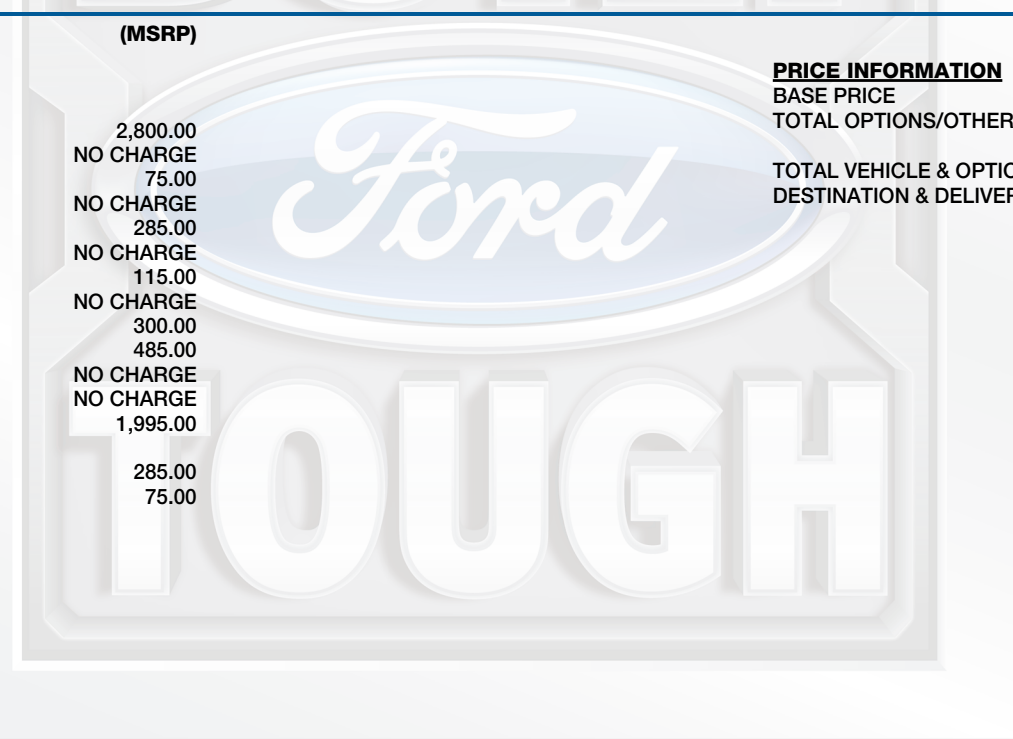 (MSRP)
2,800.00
NO CHARGE
75.00
NO CHARGE
285.00
NO CHARGE
115.00
NO CHARGE
300.00
485.00
NO CHARGE
NO CHARGE
1,995.00
285.00
75.00
PRICE INFORMATION
BASE PRICE
TOTAL OPTIONS/OTHER
TOTAL VEHICLE & OPTIO
DESTINATION & DELIVER
Ford
TOUGH